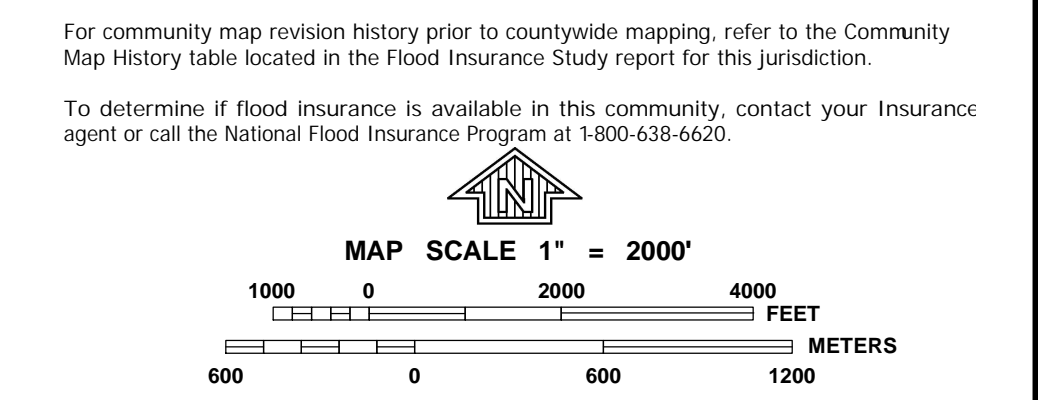 For community map revision history prior to countywide mapping, refer to the Community
Map History table located in the Flood Insurance Study report for this jurisdiction.
To determine if flood insurance is available in this community, contact your Insurance
agent or call the National Flood Insurance Program at 1-800-638-6620.
N
MAP SCALE 1" = 2000'
1000 0 2000 4000
FEET
METERS
600 0 600 1200